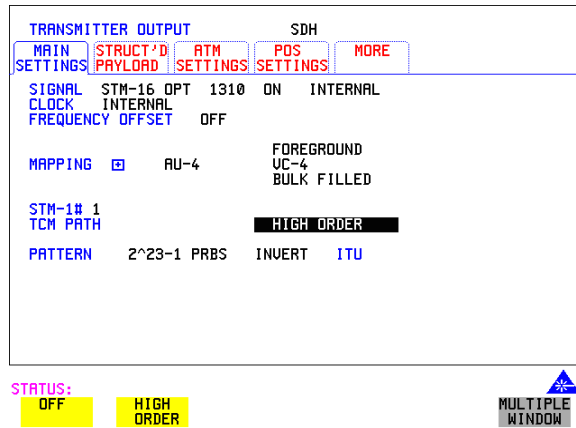 TRANSMITTER OUTPUT SDH
MAIN SETTINGS STRUCT'D PAYLOAD ATM SETTINGS POS SETTINGS MORE
SIGNAL STM-16 OPT 1310 ON INTERNAL
CLOCK INTERNAL
FREQUENCY OFFSET OFF
FOREGROUND
MAPPING + AU-4 VC-4
BULK FILLED
STM-1# 1
TCM PATH HIGH ORDER
PATTERN 2^23-1 PRBS INVERT ITU
STATUS:
OFF HIGH ORDER MULTIPLE WINDOW